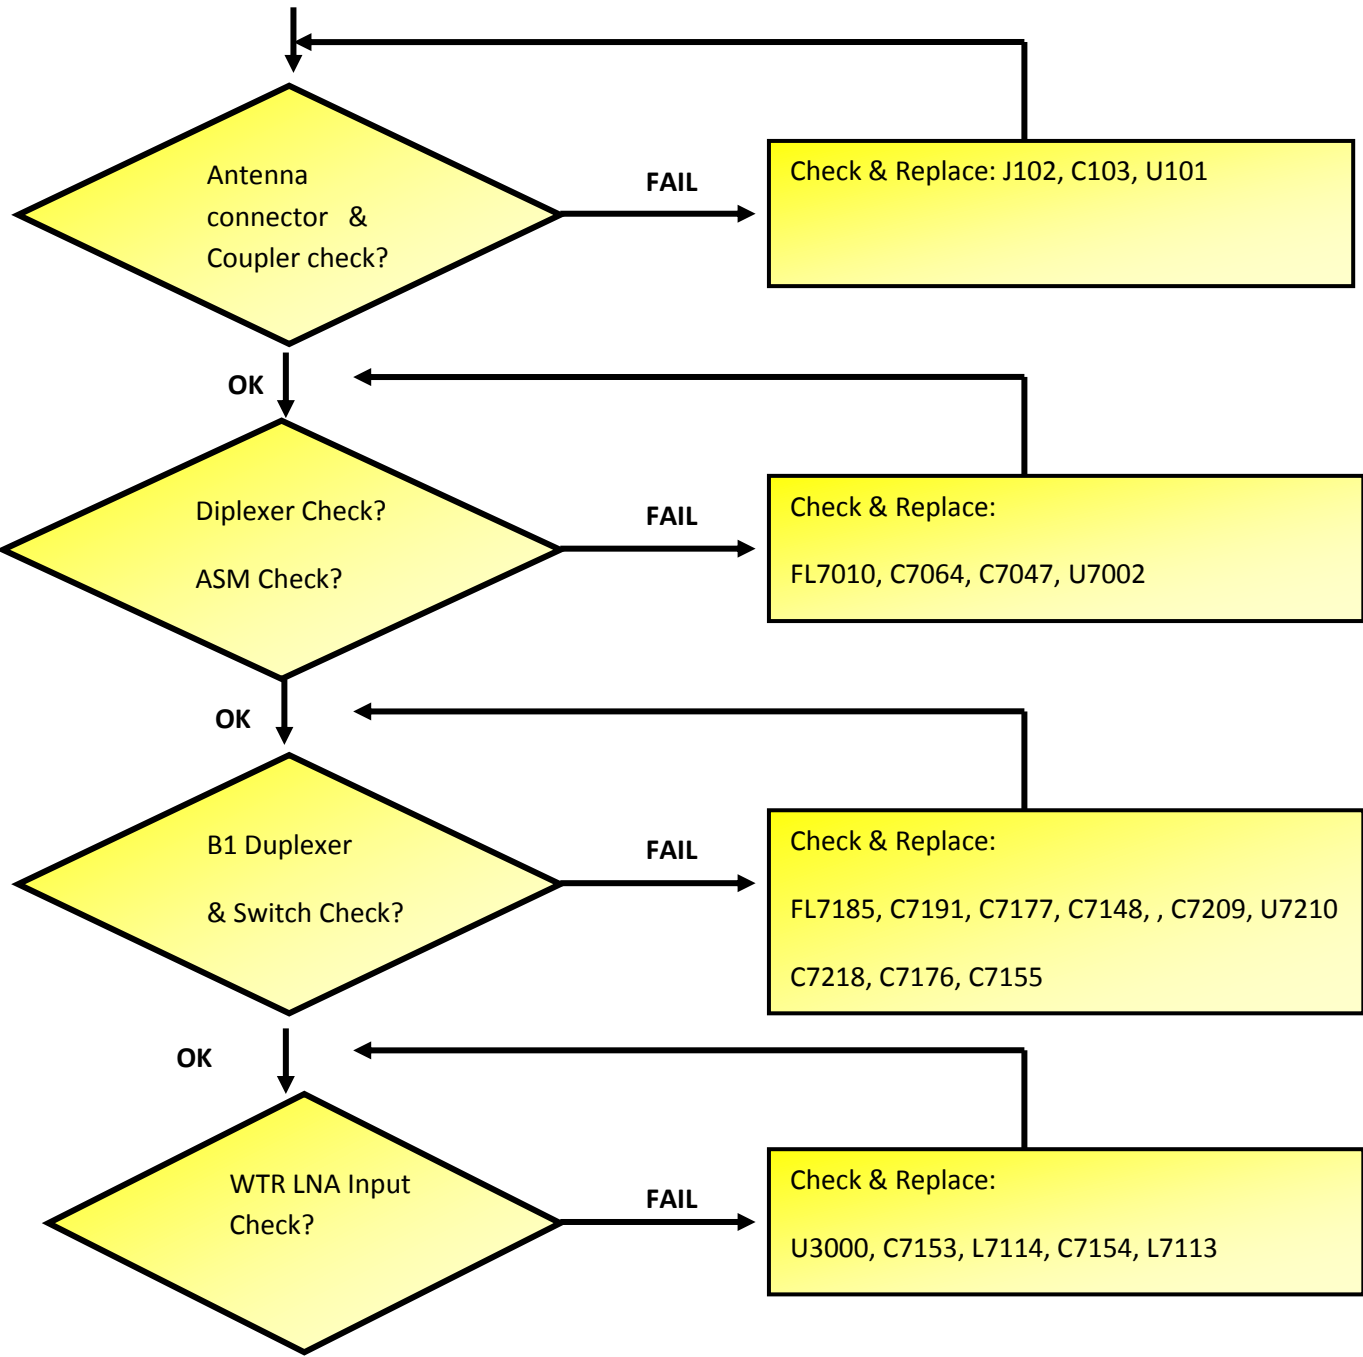 Antenna
connector & 
Coupler check?
FAIL
Check & Replace: J102, C103, U101
OK
Diplexer Check?
ASM Check?
FAIL
Check & Replace:
FL7010, C7064, C7047, U7002
OK
B1 Duplexer
& Switch Check?
FAIL
Check & Replace:
FL7185, C7191, C7177, C7148, , C7209, U7210
C7218, C7176, C7155
OK
WTR LNA Input
Check?
FAIL
Check & Replace:
U3000, C7153, L7114, C7154, L7113